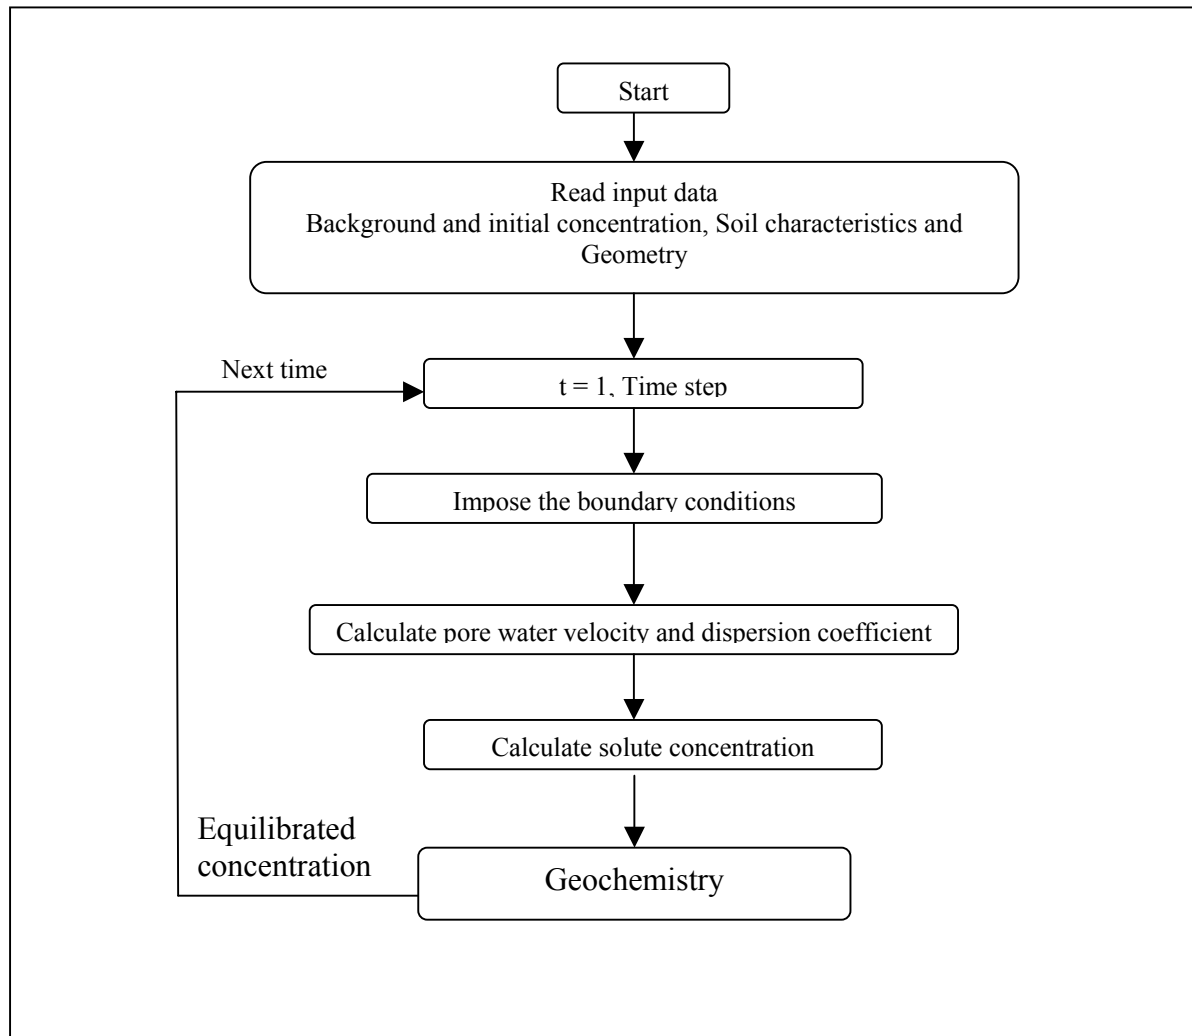 Start
Read input data
Background and initial concentration, Soil characteristics and
Geometry
Next time
t = 1, Time step
Impose the boundary conditions
Calculate pore water velocity and dispersion coefficient
Calculate solute concentration
Equilibrated
concentration
Geochemistry